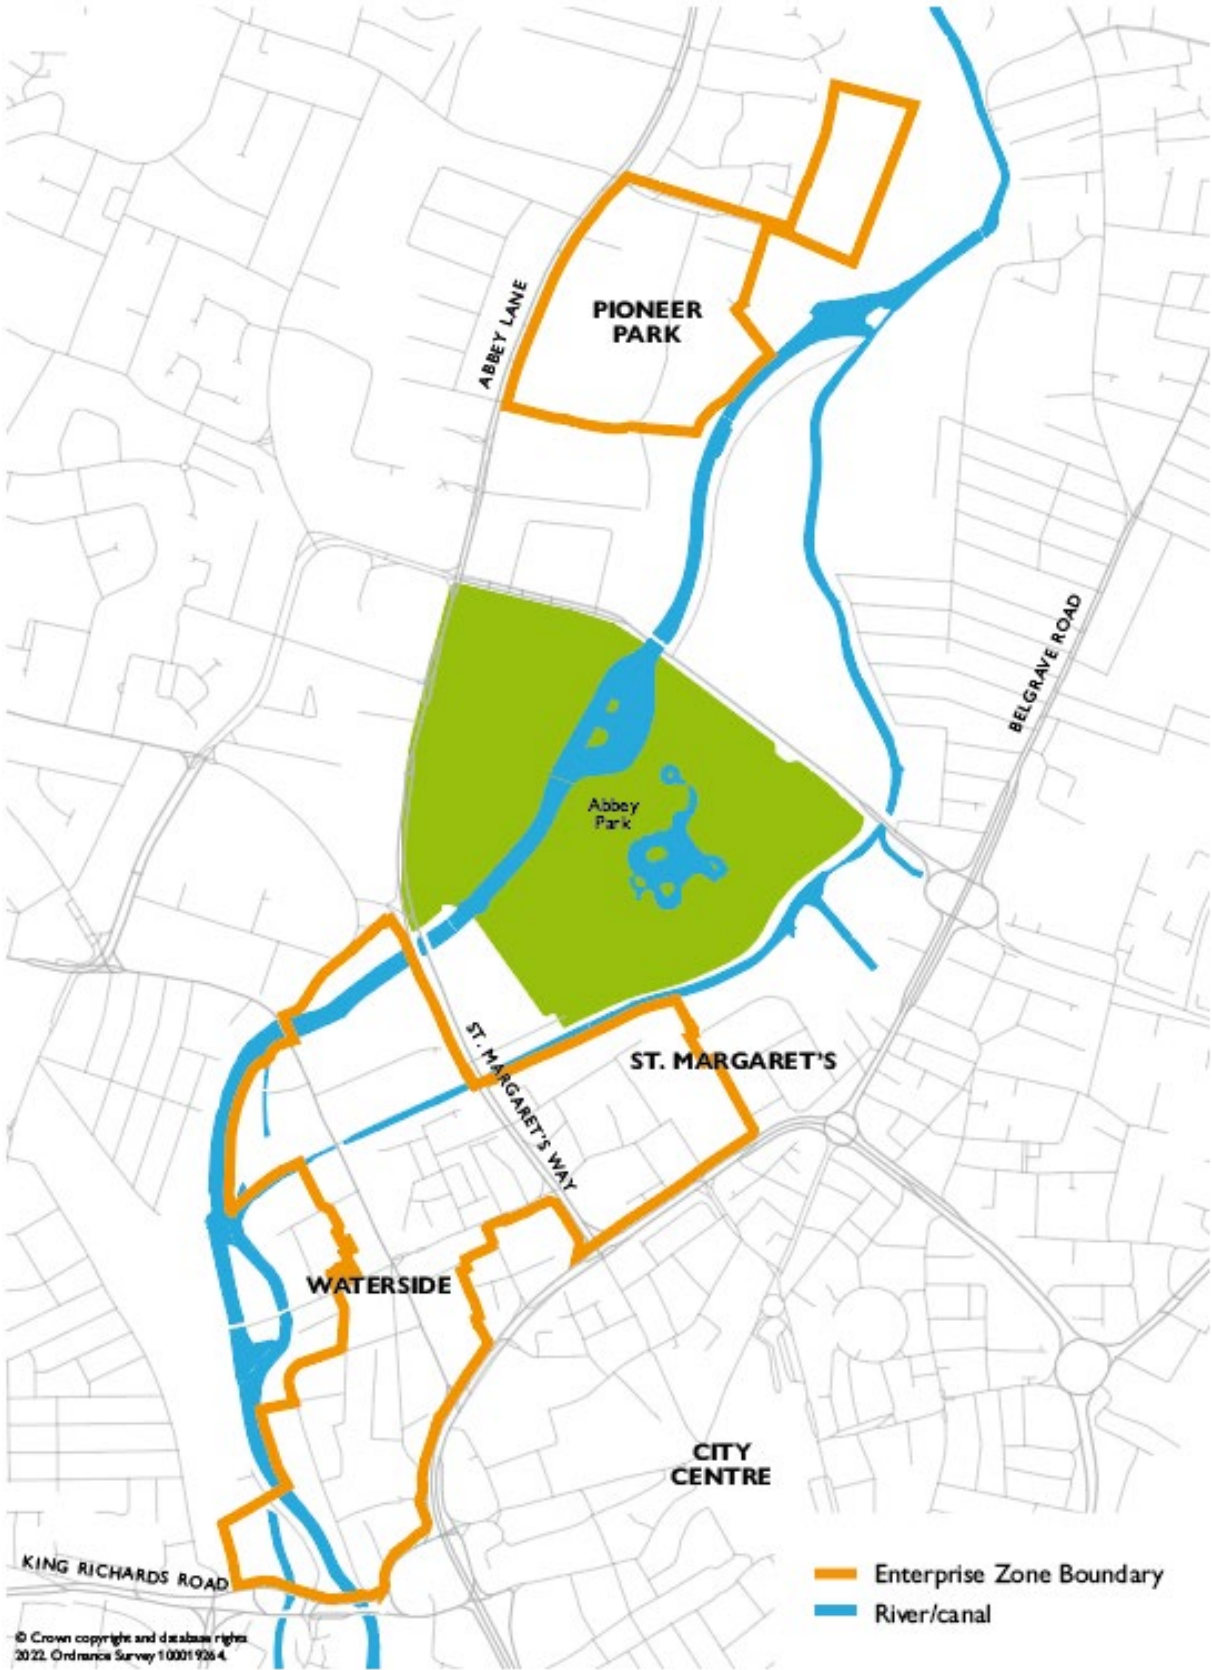 PIONEER
PARK
ABBEY LANE
BELGRAVE ROAD
Abbey
Park
ST. MARGARET'S WAY
ST. MARGARET'S
WATERSIDE
CITY
CENTRE
KING RICHARDS ROAD
Enterprise Zone Boundary
River/canal
© Crown copyright and database rights
2022. Ordnance Survey 100019264.